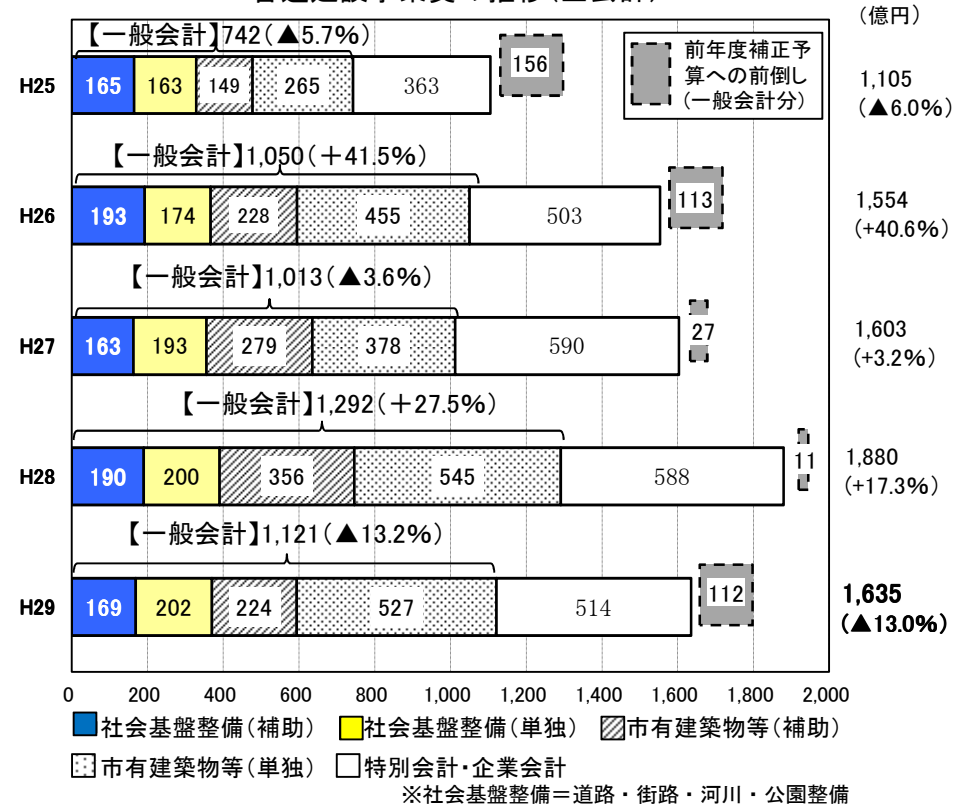 (億円)
【一般会計】742(▲5.7%)
前年度補正予
算への前倒し
(一般会計分)
H25 165 163 149 265 363 156 1,105
(▲6.0%)
【一般会計】1,050(+41.5%)
H26 193 174 228 455 503 113 1,554
(+40.6%)
【一般会計】1,013(▲3.6%)
H27 163 193 279 378 590 27 1,603
(+3.2%)
【一般会計】1,292(+27.5%)
H28 190 200 356 545 588 11 1,880
(+17.3%)
【一般会計】1,121(▲13.2%)
H29 169 202 224 527 514 112 1,635
(▲13.0%)
0 200 400 600 800 1,000 1,200 1,400 1,600 1,800 2,000
社会基盤整備(補助) 社会基盤整備(単独) 市有建築物等(補助)
市有建築物等(単独) 特別会計・企業会計
※社会基盤整備=道路・街路・河川・公園整備